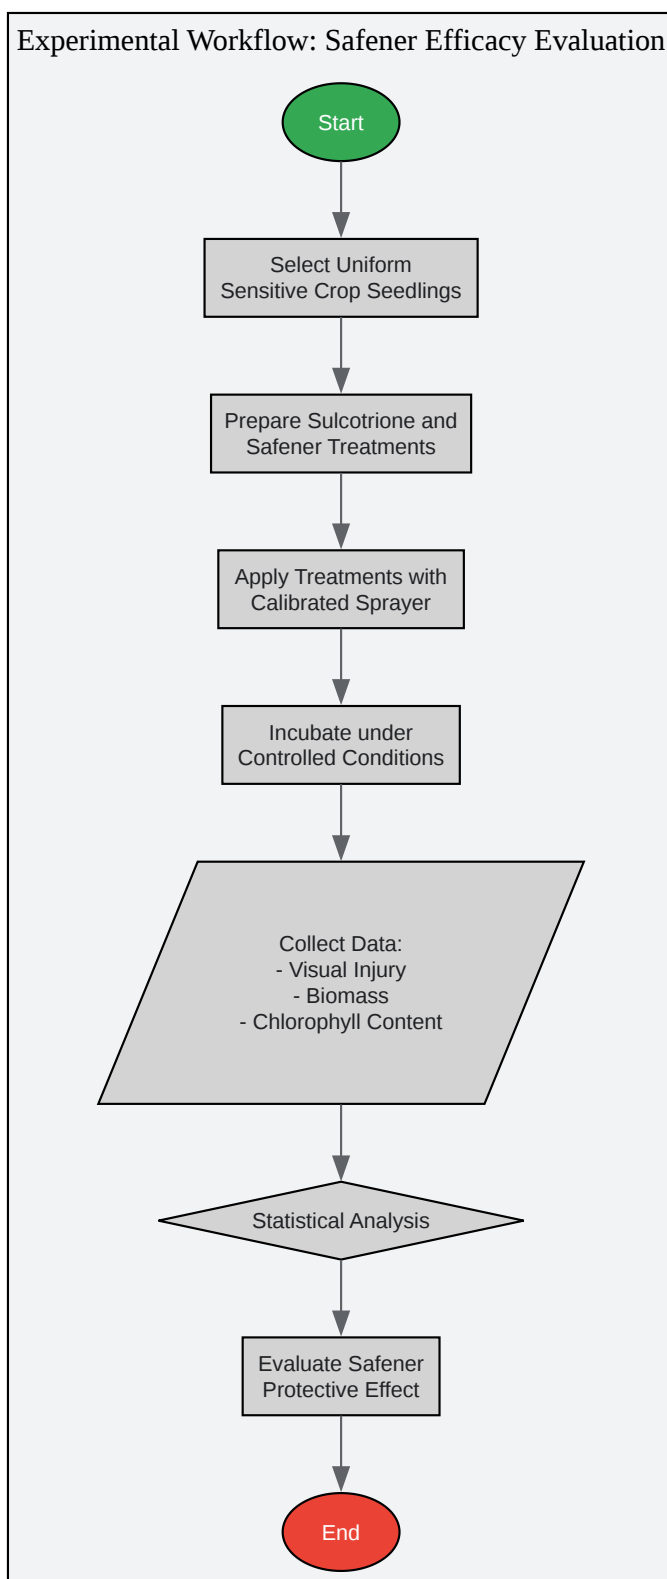 Experimental Workflow: Safener Efficacy Evaluation
Start
Select Uniform
Sensitive Crop Seedlings
Prepare Sulcotrione and
Safener Treatments
Apply Treatments with
Calibrated Sprayer
Incubate under
Controlled Conditions
Collect Data:
- Visual Injury
- Biomass
- Chlorophyll Content
Statistical Analysis
Evaluate Safener
Protective Effect
End